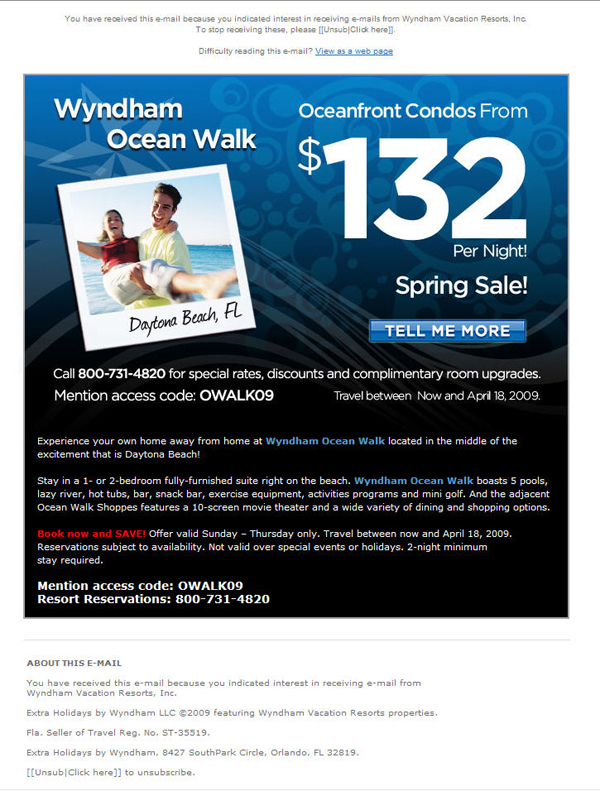 You have received this e-mail because you indicated interest in receiving e-mails from Wyndham Vacation Resorts, Inc.
To stop receiving these, please [[Unsub|Click here]].
Difficulty reading this e-mail? View as a web page
Wyndham
Ocean Walk
Oceanfront Condos From
$132
Per Night!
Spring Sale!
Daytona Beach, FL
TELL ME MORE
Call 800-731-4820 for special rates, discounts and complimentary room upgrades.
Mention access code: OWALK09
Travel between Now and April 18, 2009.
Experience your own home away from home at Wyndham Ocean Walk located in the middle of the
excitement that is Daytona Beach!
Stay in a 1- or 2-bedroom fully-furnished suite right on the beach. Wyndham Ocean Walk boasts 5 pools,
lazy river, hot tubs, bar, snack bar, exercise equipment, activities programs and mini golf. And the adjacent
Ocean Walk Shoppes features a 10-screen movie theater and a wide variety of dining and shopping options.
Book now and SAVE! Offer valid Sunday – Thursday only. Travel between now and April 18, 2009.
Reservations subject to availability. Not valid over special events or holidays. 2-night minimum
stay required.
Mention access code: OWALK09
Resort Reservations: 800-731-4820
ABOUT THIS E-MAIL
You have received this e-mail because you indicated interest in receiving e-mail from
Wyndham Vacation Resorts, Inc.
Extra Holidays by Wyndham LLC ©2009 featuring Wyndham Vacation Resorts properties.
Fla. Seller of Travel Reg. No. ST-35519.
Extra Holidays by Wyndham, 8427 SouthPark Circle, Orlando, FL 32819.
[[Unsub|Click here]] to unsubscribe.